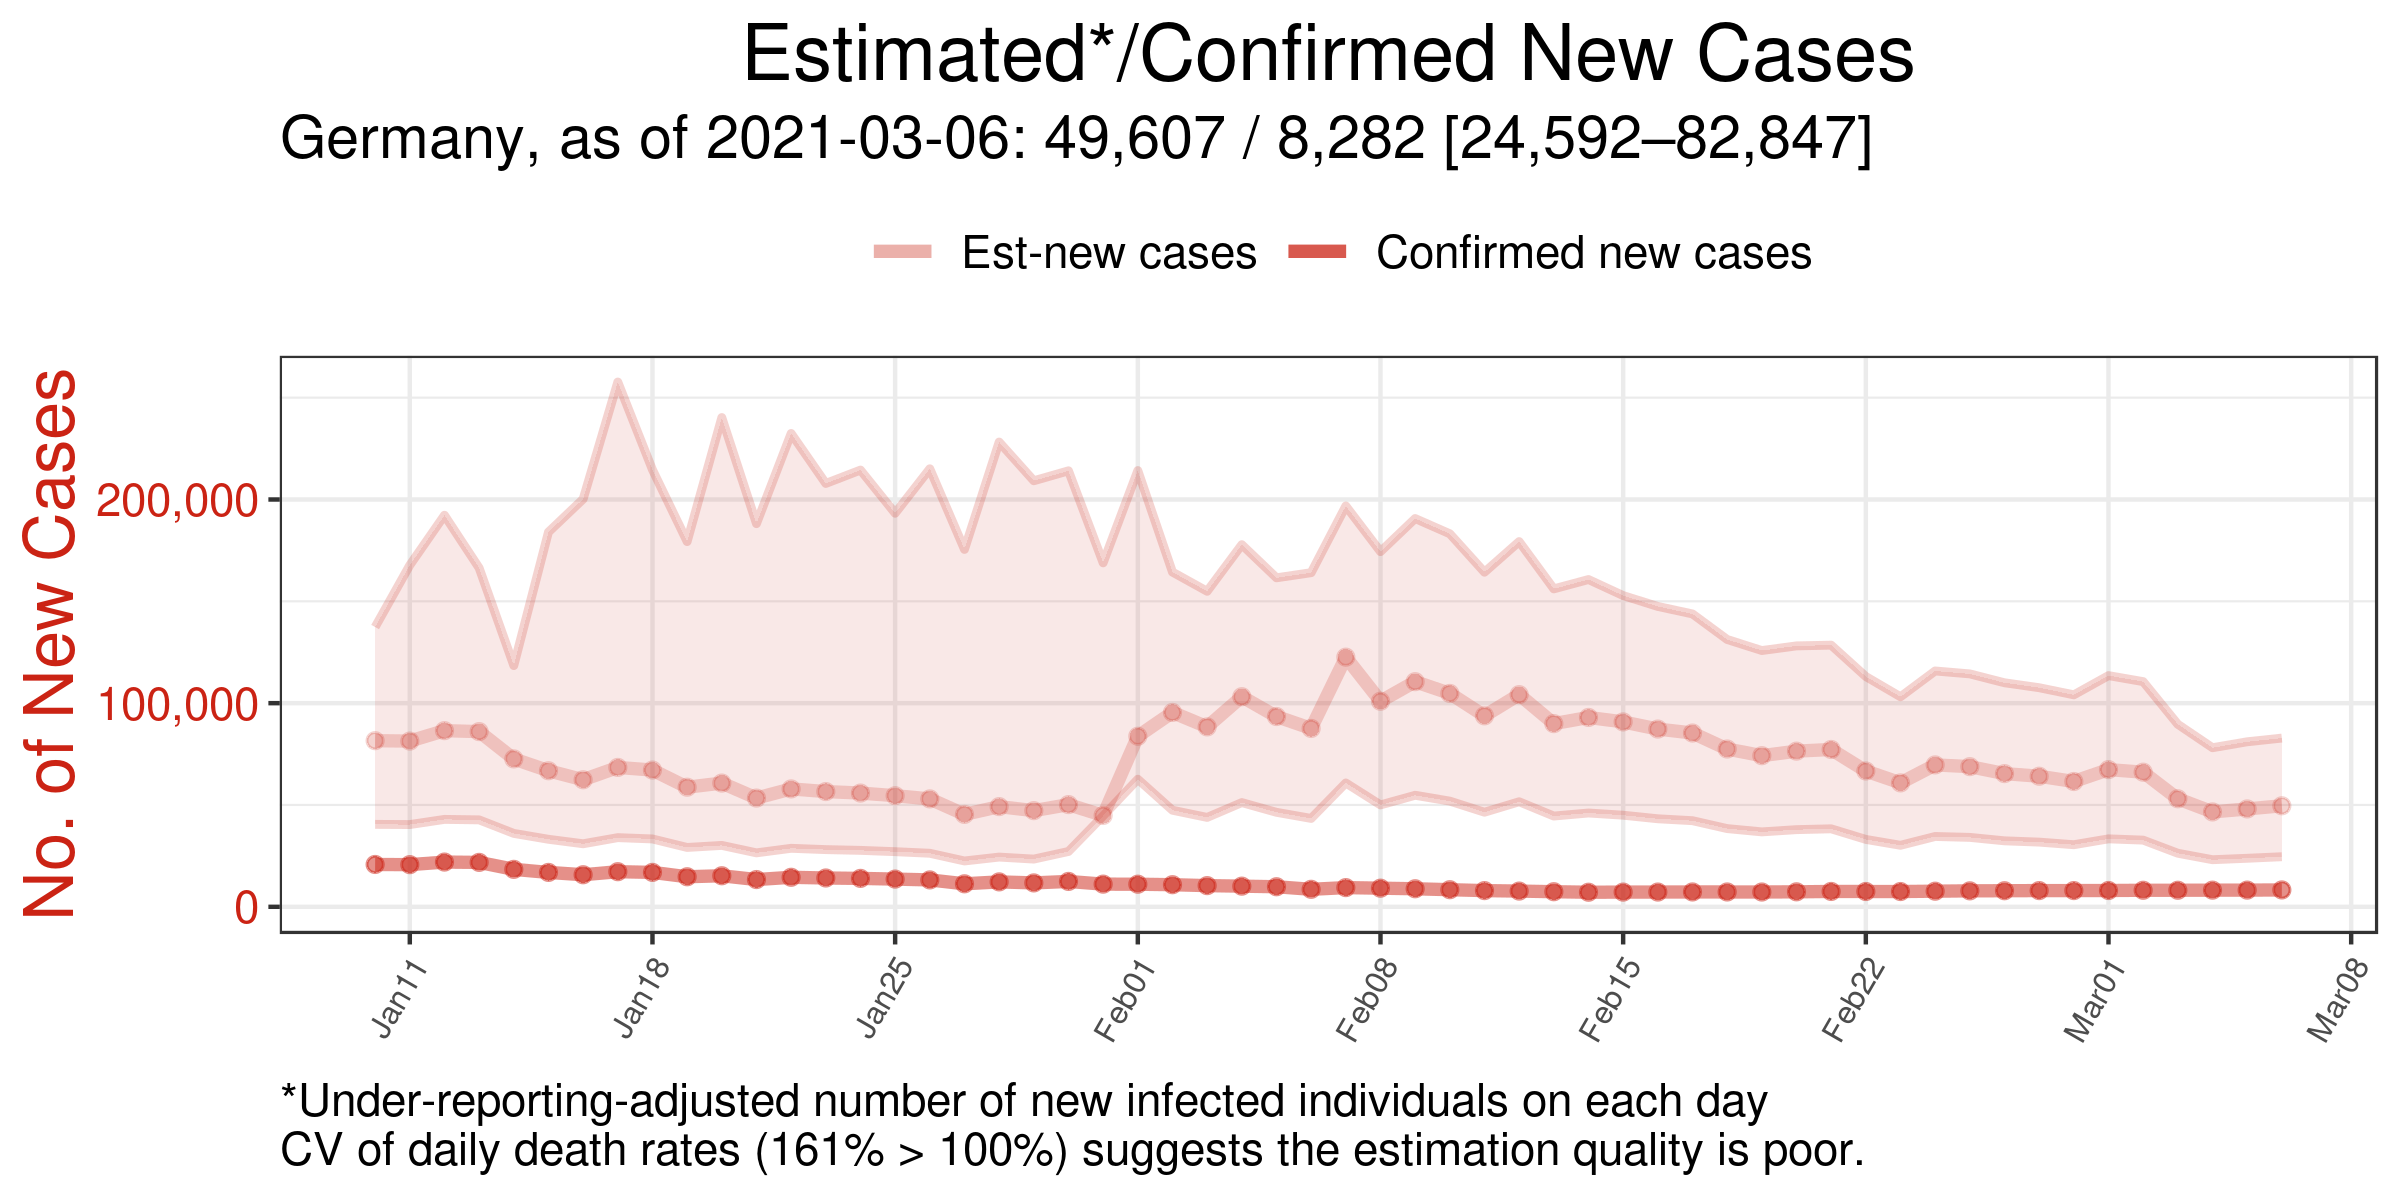 Estimated*/Confirmed New Cases
Germany, as of 2021-03-06: 49,607 / 8,282 [24,592–82,847]
Est-new cases Confirmed new cases
No. of New Cases
200,000
100,000
0
Jan11 Jan18 Jan25 Feb01 Feb08 Feb15 Feb22 Mar01 Mar08
*Under-reporting-adjusted number of new infected individuals on each day
CV of daily death rates (161% > 100%) suggests the estimation quality is poor.